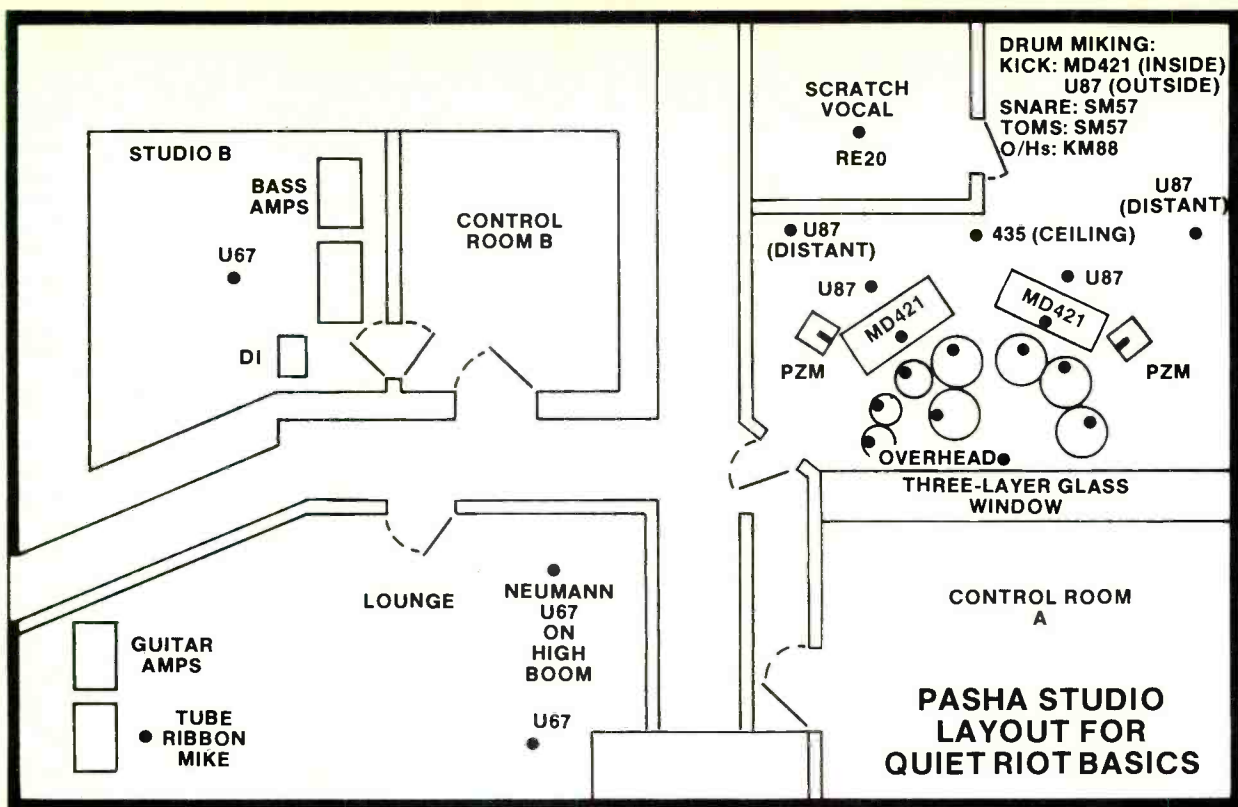 STUDIO B
BASS
AMPS
U67
DI
CONTROL
ROOM B
SCRATCH
VOCAL
RE20
DRUM MIKING:
KICK: MD421 (INSIDE)
U87 (OUTSIDE)
SNARE: SM57
TOMS: SM57
O/Hs: KM88
U87
(DISTANT)
U87
(DISTANT)
435 (CEILING)
U87
MD421
PZM
U87
MD421
PZM
OVERHEAD
THREE-LAYER GLASS
WINDOW
LOUNGE
NEUMANN
U67
ON
HIGH
BOOM
U67
GUITAR
AMPS
TUBE
RIBBON
MIKE
CONTROL ROOM
A
PASHA STUDIO
LAYOUT FOR
QUIET RIOT BASICS